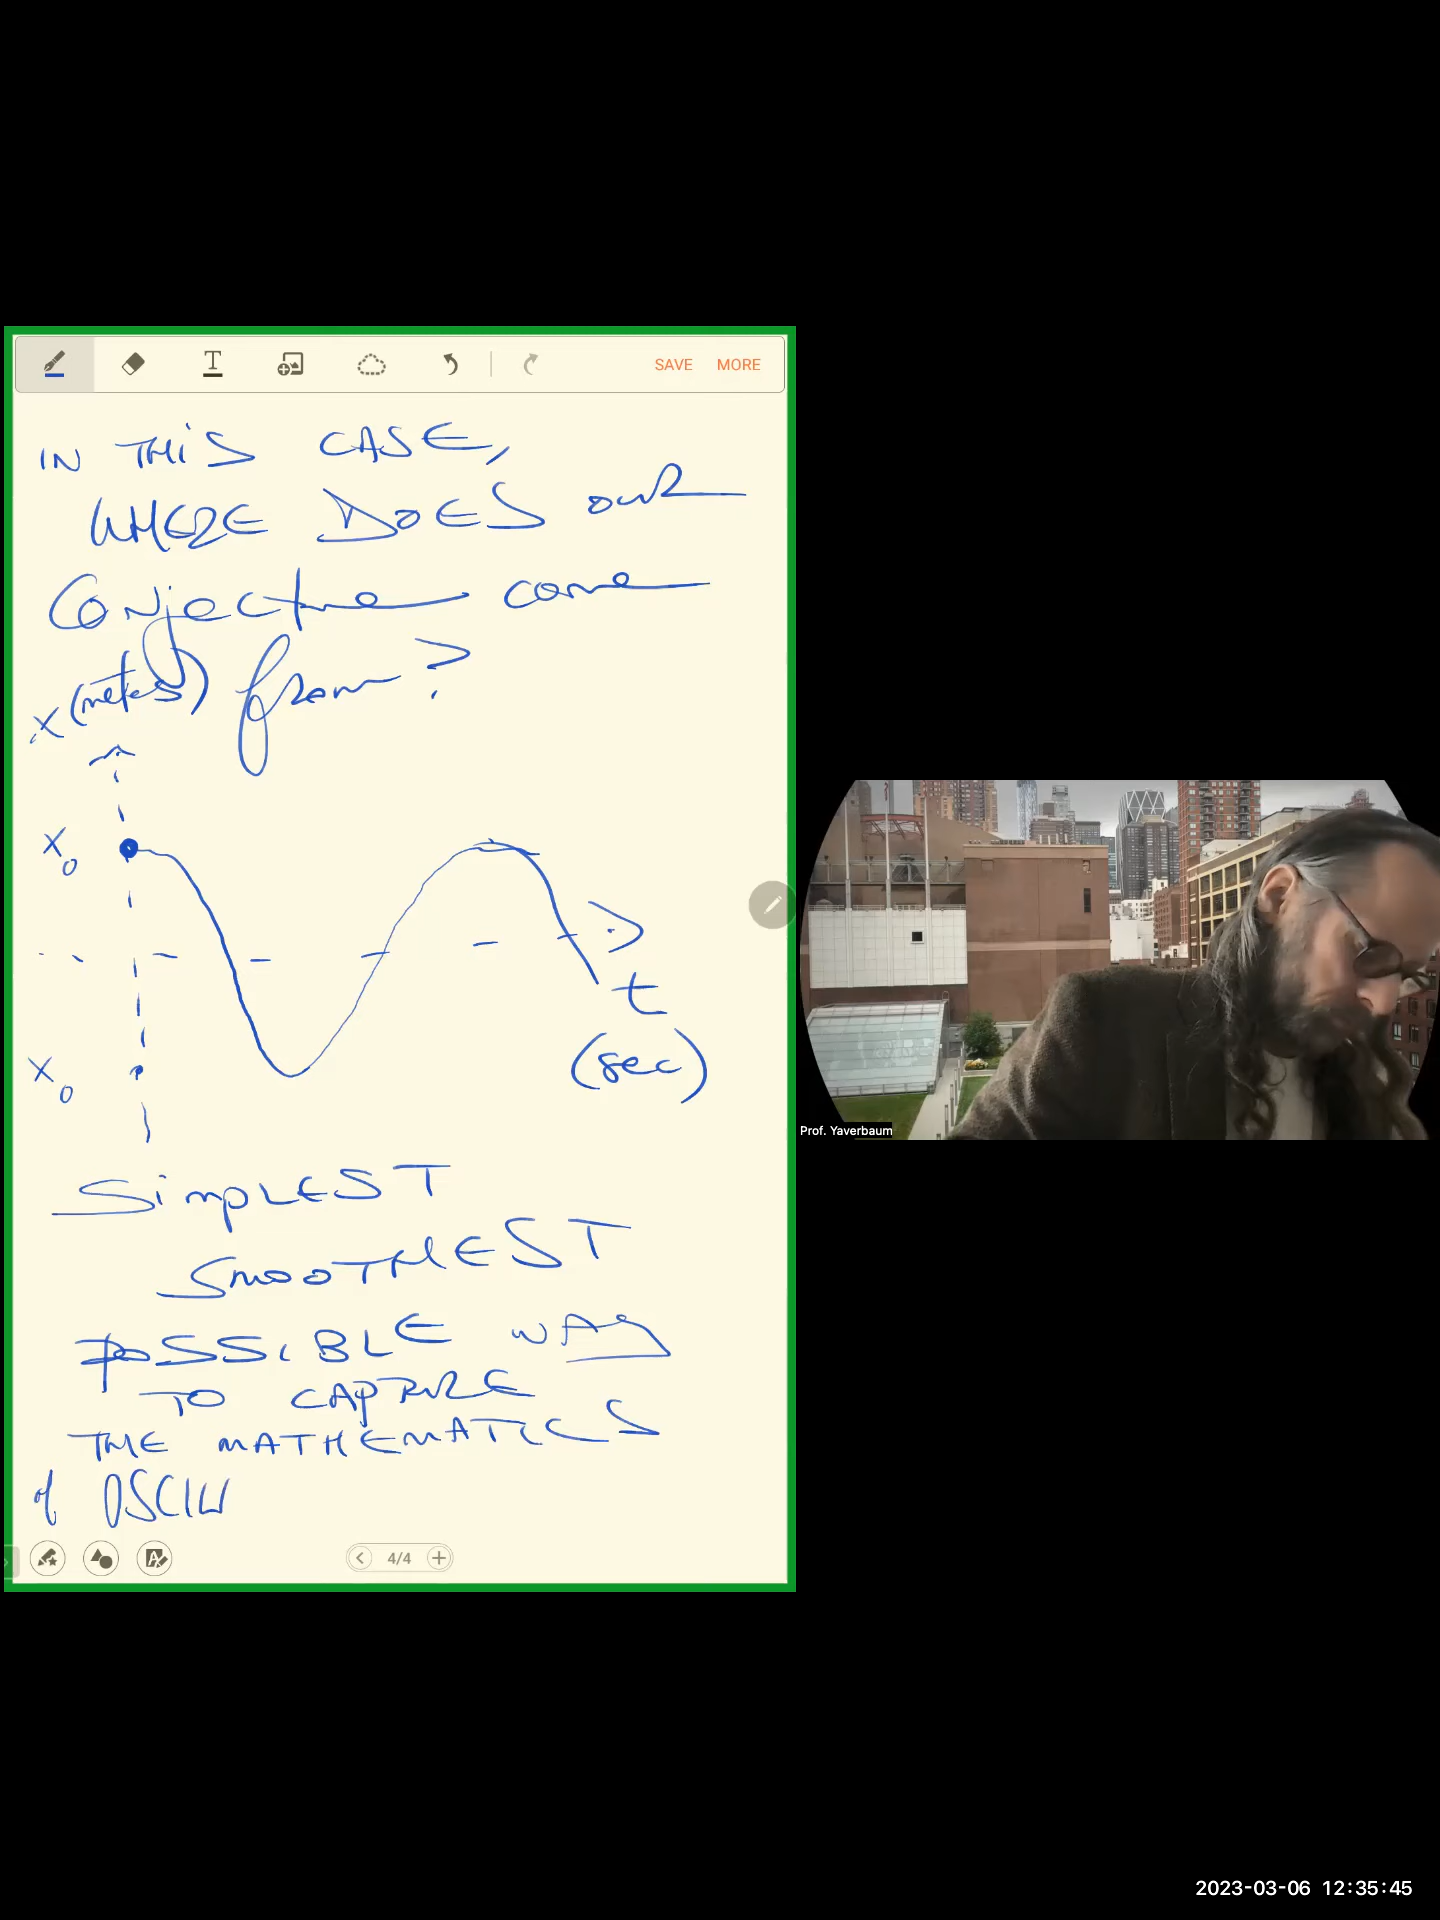 SAVE MORE
IN THIS CASE,
WHERE DOES our
Conjecture come
from?
x (meters)
x0
t
(sec)
x0
SimpLEST
SMOOTHEST
POSSIBLE WAY
TO CAPTURE
THE MATHEMATICS
of OSCILL
4/4
Prof. Yaverbaum
2023-03-06 12:35:45